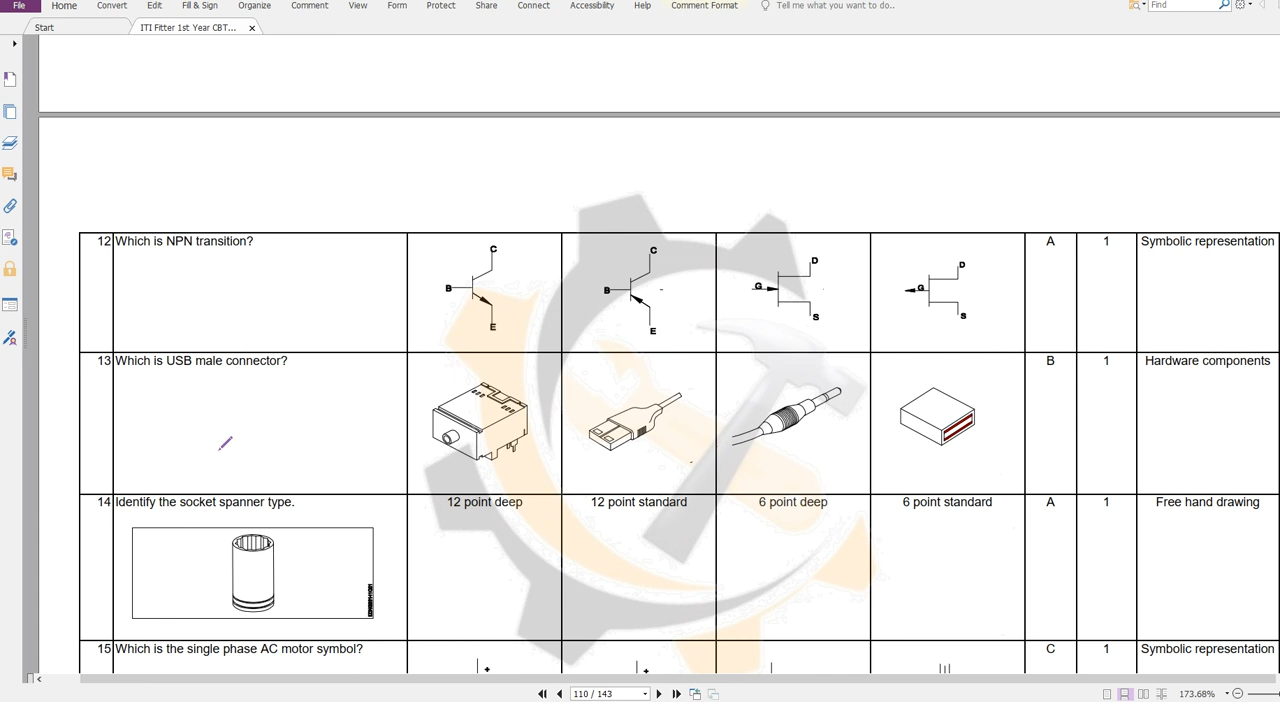 File Home Convert Edit Fill & Sign Organize Comment View Form Protect Share Connect Accessibility Help Comment Format Tell me what you want to do.. Find
Start ITI Fitter 1st Year CBT...
12 Which is NPN transition? A 1 Symbolic representation
C C D D
B B G G
E E S S
13 Which is USB male connector? B 1 Hardware components
14 Identify the socket spanner type. 12 point deep 12 point standard 6 point deep 6 point standard A 1 Free hand drawing
15 Which is the single phase AC motor symbol? C 1 Symbolic representation
+ +
110 / 143 173.68%